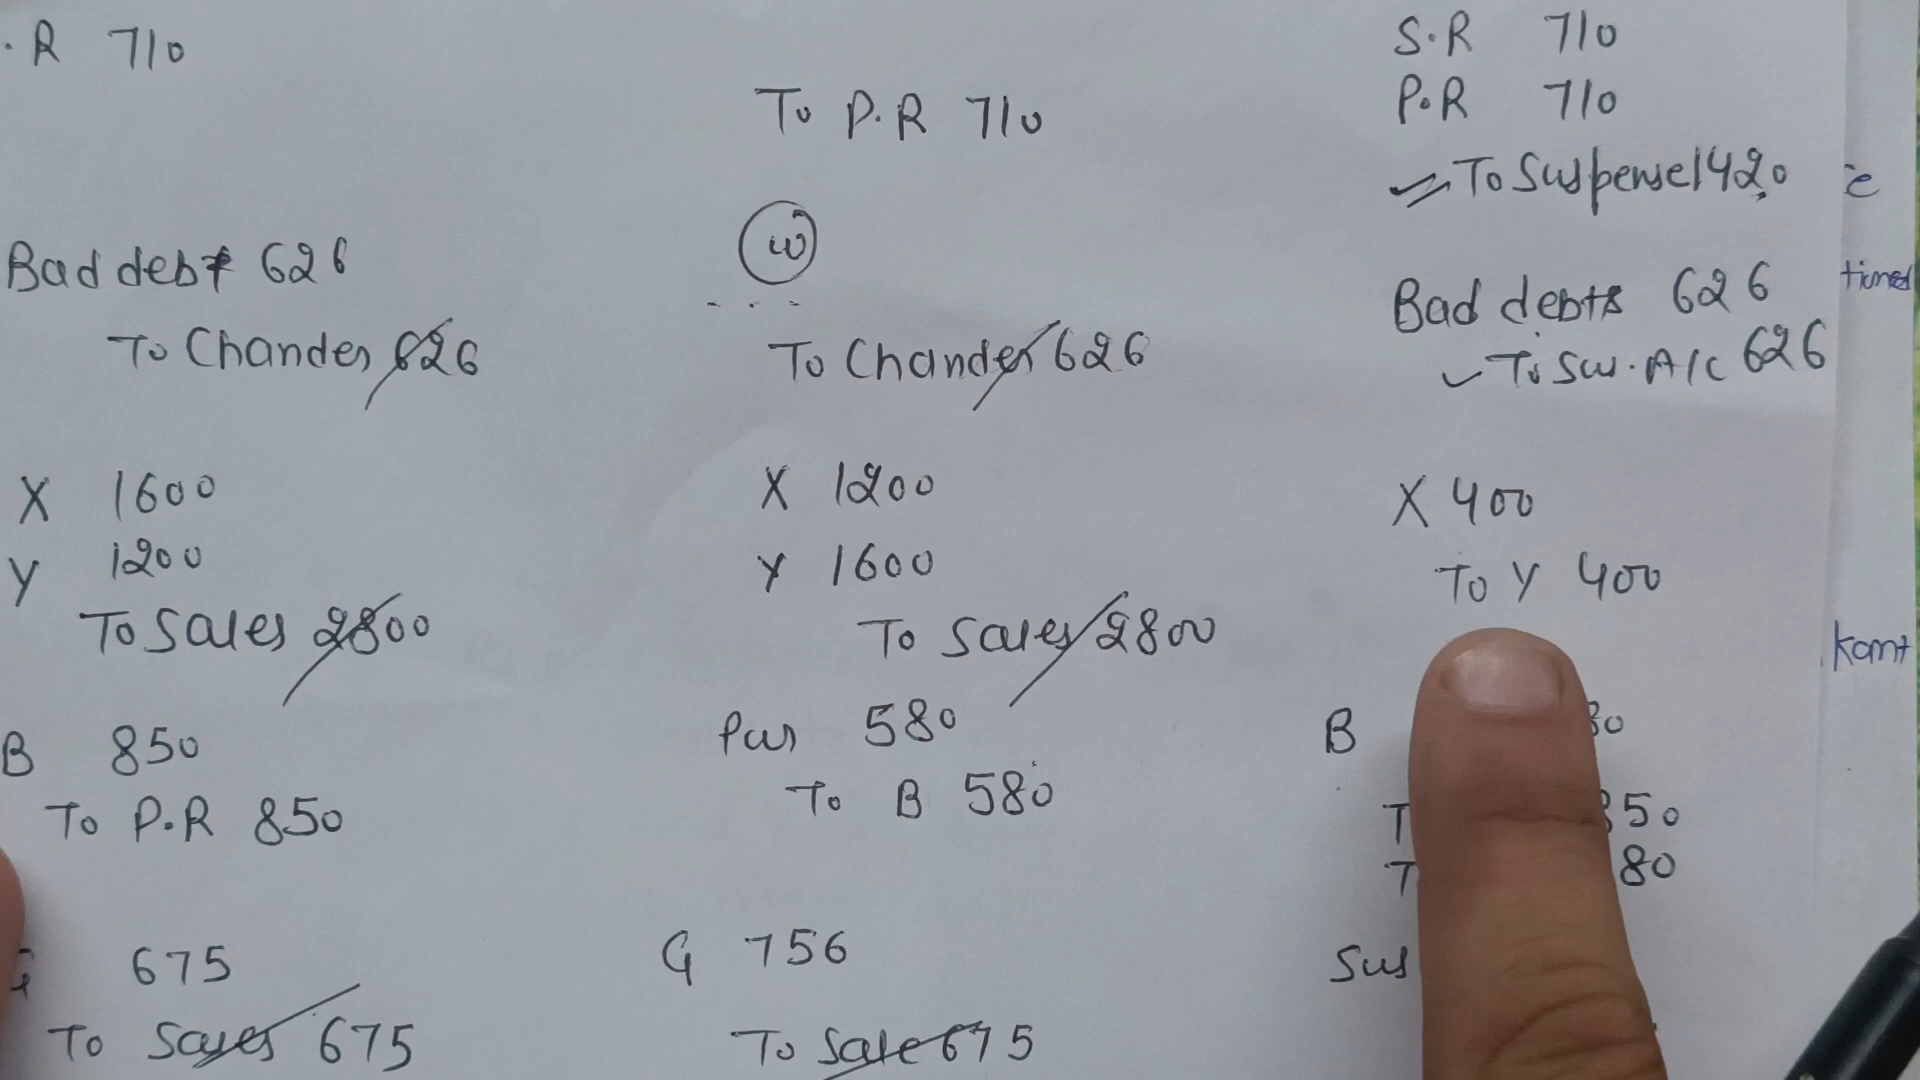 .R 710
To P.R 710
S.R 710
P.R 710
To Suspense 1420
Bad debt 626
To Chander 626
w
To Chander 626
Bad debts 626
To Sus. A/c 626
X 1600
Y 1200
To Sales 2800
X 1200
Y 1600
To Sales 2800
X 400
To Y 400
B 850
To P.R 850
Pur 580
To B 580
B
T 50
T 80
675
To Sales 675
G 756
To Sale 675
Sus